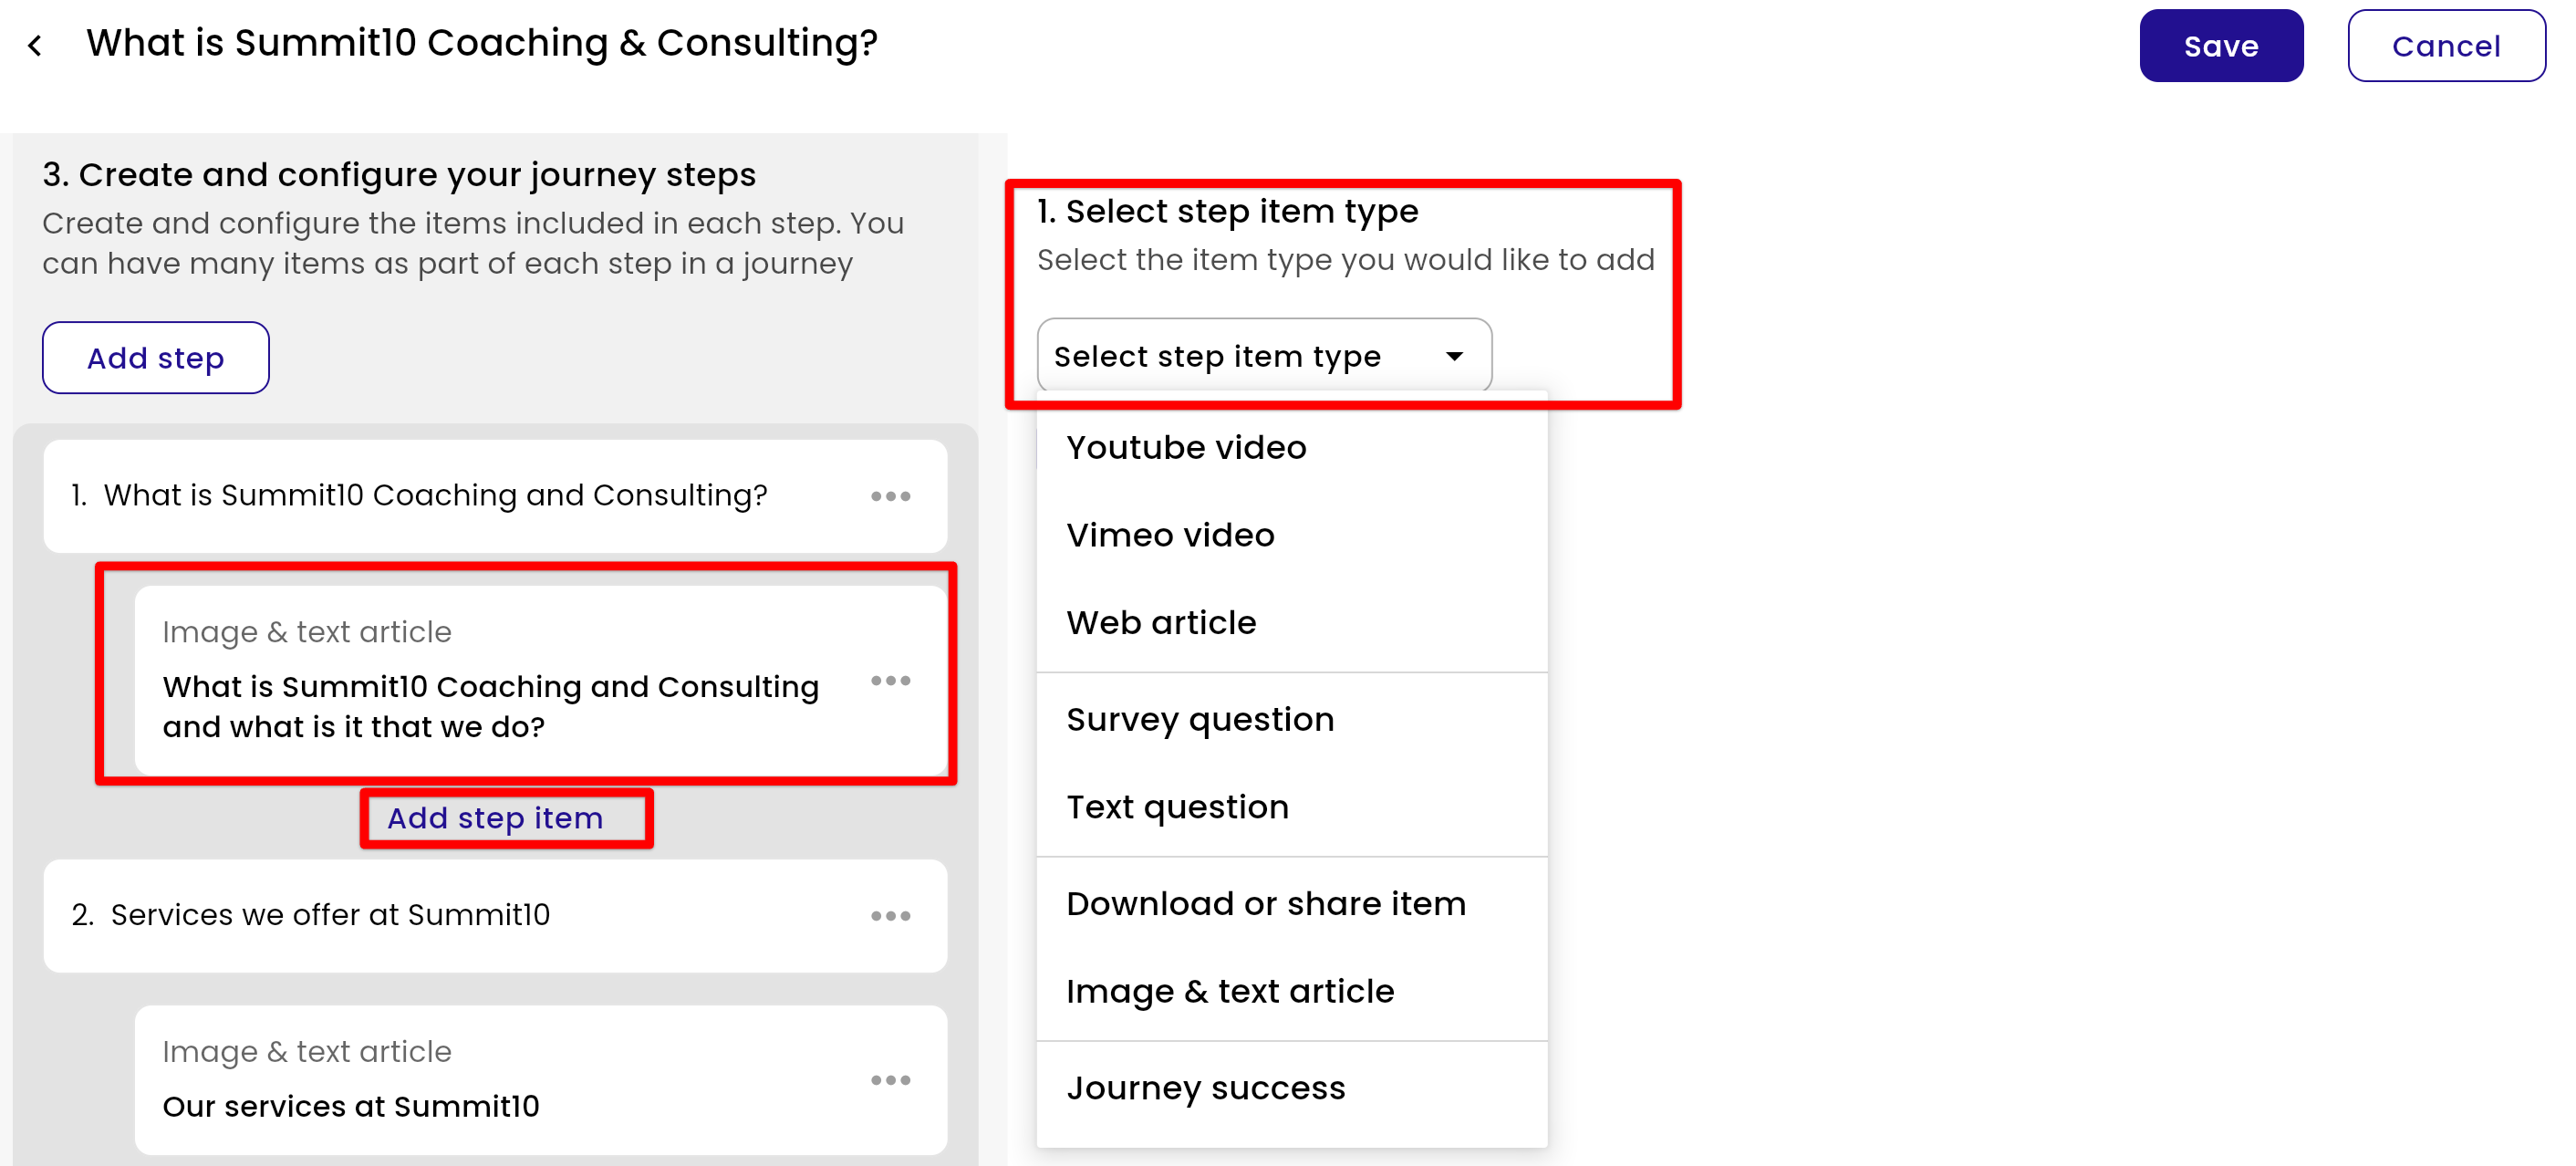 What is Summit10 Coaching & Consulting?
Save
Cancel
3. Create and configure your journey steps
Create and configure the items included in each step. You
can have many items as part of each step in a journey
Add step
1. What is Summit10 Coaching and Consulting?
Image & text article
What is Summit10 Coaching and Consulting
and what is it that we do?
Add step item
2. Services we offer at Summit10
Image & text article
Our services at Summit10
1. Select step item type
Select the item type you would like to add
Select step item type
Youtube video
Vimeo video
Web article
Survey question
Text question
Download or share item
Image & text article
Journey success